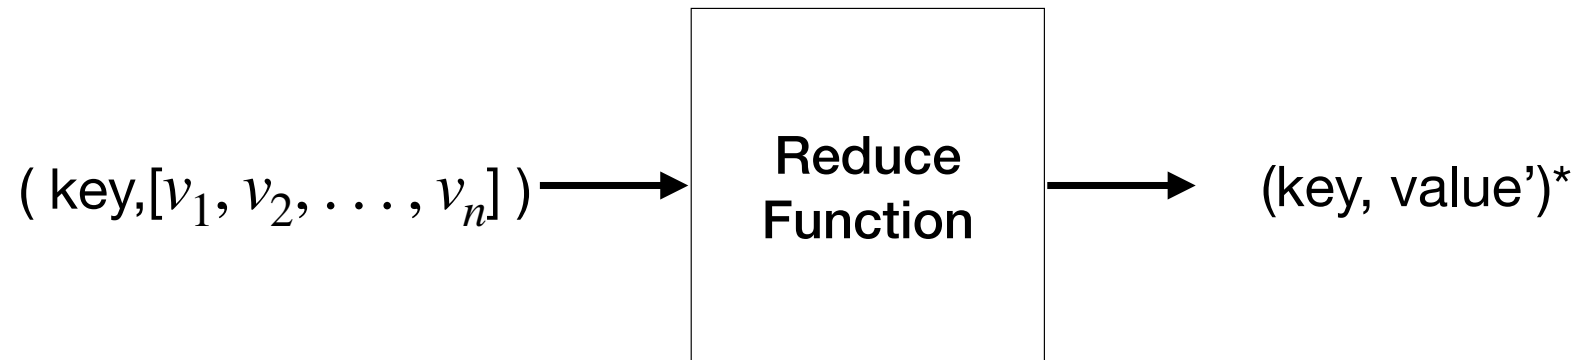 ( key,[v₁, v₂, . . . , vₙ] )
Reduce
Function
(key, value’)*